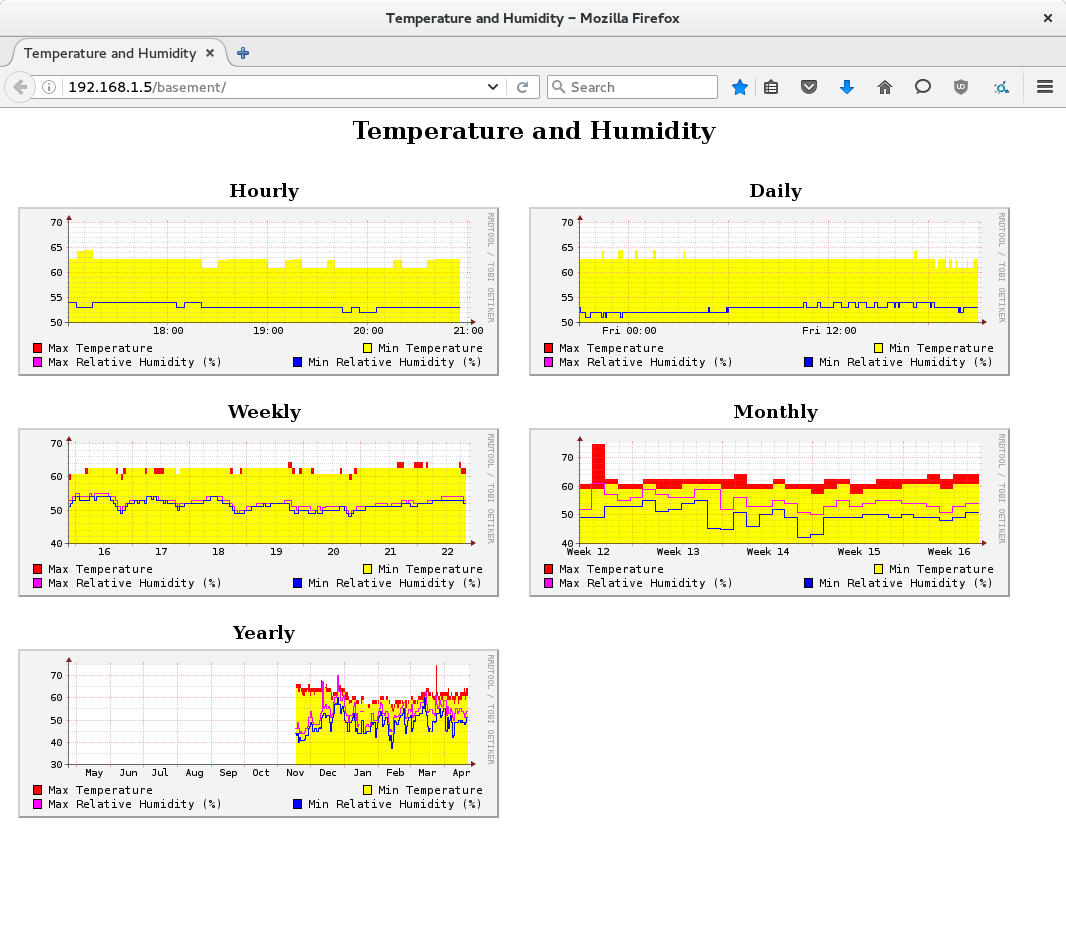 Temperature and Humidity – Mozilla Firefox
Temperature and Humidity
192.168.1.5/basement/
Search
Temperature and Humidity
Hourly
70
65
60
55
50
18:00 19:00 20:00 21:00
RRDTOOL / TOBI OETIKER
Max Temperature Min Temperature
Max Relative Humidity (%) Min Relative Humidity (%)
Daily
70
65
60
55
50
Fri 00:00 Fri 12:00
RRDTOOL / TOBI OETIKER
Max Temperature Min Temperature
Max Relative Humidity (%) Min Relative Humidity (%)
Weekly
70
60
50
40
16 17 18 19 20 21 22
RRDTOOL / TOBI OETIKER
Max Temperature Min Temperature
Max Relative Humidity (%) Min Relative Humidity (%)
Monthly
70
60
50
40
Week 12 Week 13 Week 14 Week 15 Week 16
RRDTOOL / TOBI OETIKER
Max Temperature Min Temperature
Max Relative Humidity (%) Min Relative Humidity (%)
Yearly
70
60
50
40
30
May Jun Jul Aug Sep Oct Nov Dec Jan Feb Mar Apr
RRDTOOL / TOBI OETIKER
Max Temperature Min Temperature
Max Relative Humidity (%) Min Relative Humidity (%)